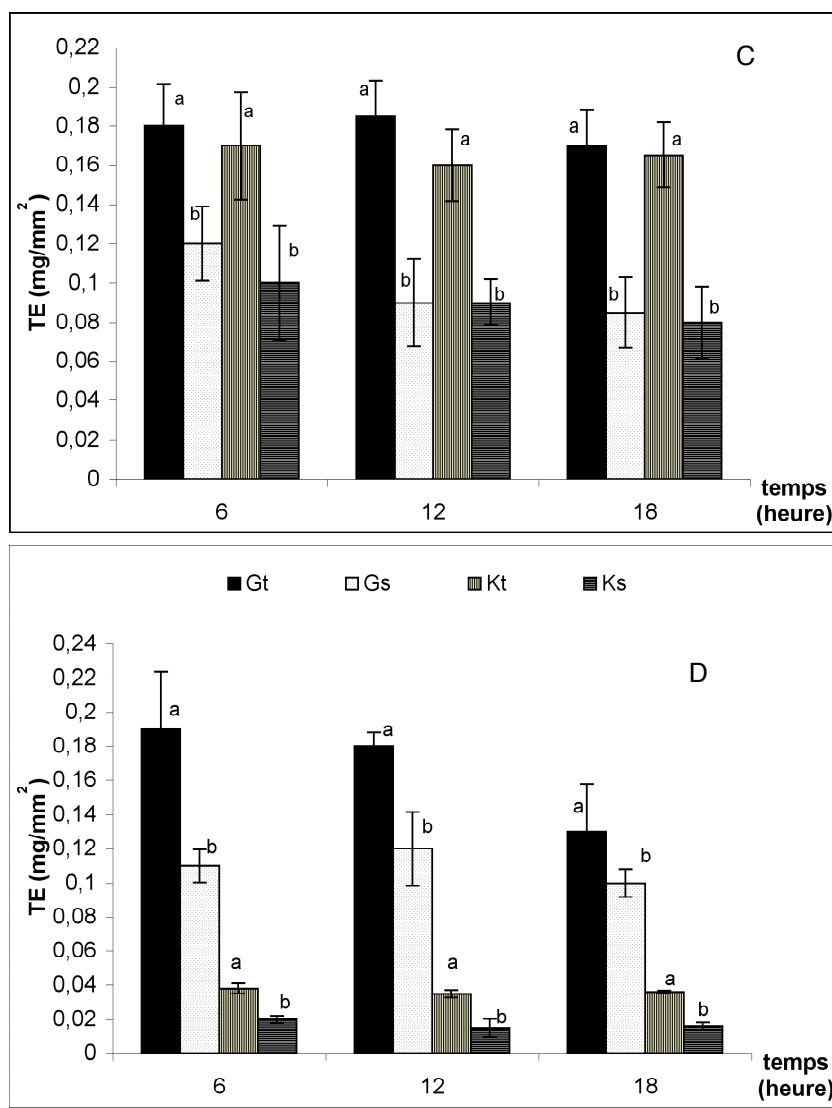 C
0,22
0,2
0,18
0,16
0,14
0,12
0,1
0,08
0,06
0,04
0,02
0
TE (mg/mm²)
a b a b
a b a b
a b a b
6 12 18
temps
(heure)
Gt Gs Kt Ks
D
0,24
0,22
0,2
0,18
0,16
0,14
0,12
0,1
0,08
0,06
0,04
0,02
0
TE (mg/mm²)
a b a b
a b a b
a b a b
6 12 18
temps
(heure)